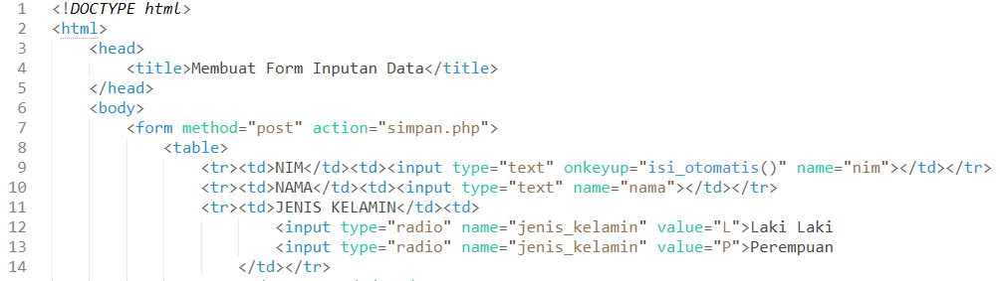 1 <!DOCTYPE html>
2 <html>
3 <head>
4 <title>Membuat Form Inputan Data</title>
5 </head>
6 <body>
7 <form method="post" action="simpan.php">
8 <table>
9 <tr><td>NIM</td><td><input type="text" onkeyup="isi_otomatis()" name="nim"></td></tr>
10 <tr><td>NAMA</td><td><input type="text" name="nama"></td></tr>
11 <tr><td>JENIS KELAMIN</td><td>
12 <input type="radio" name="jenis_kelamin" value="L">Laki Laki
13 <input type="radio" name="jenis_kelamin" value="P">Perempuan
14 </td></tr>